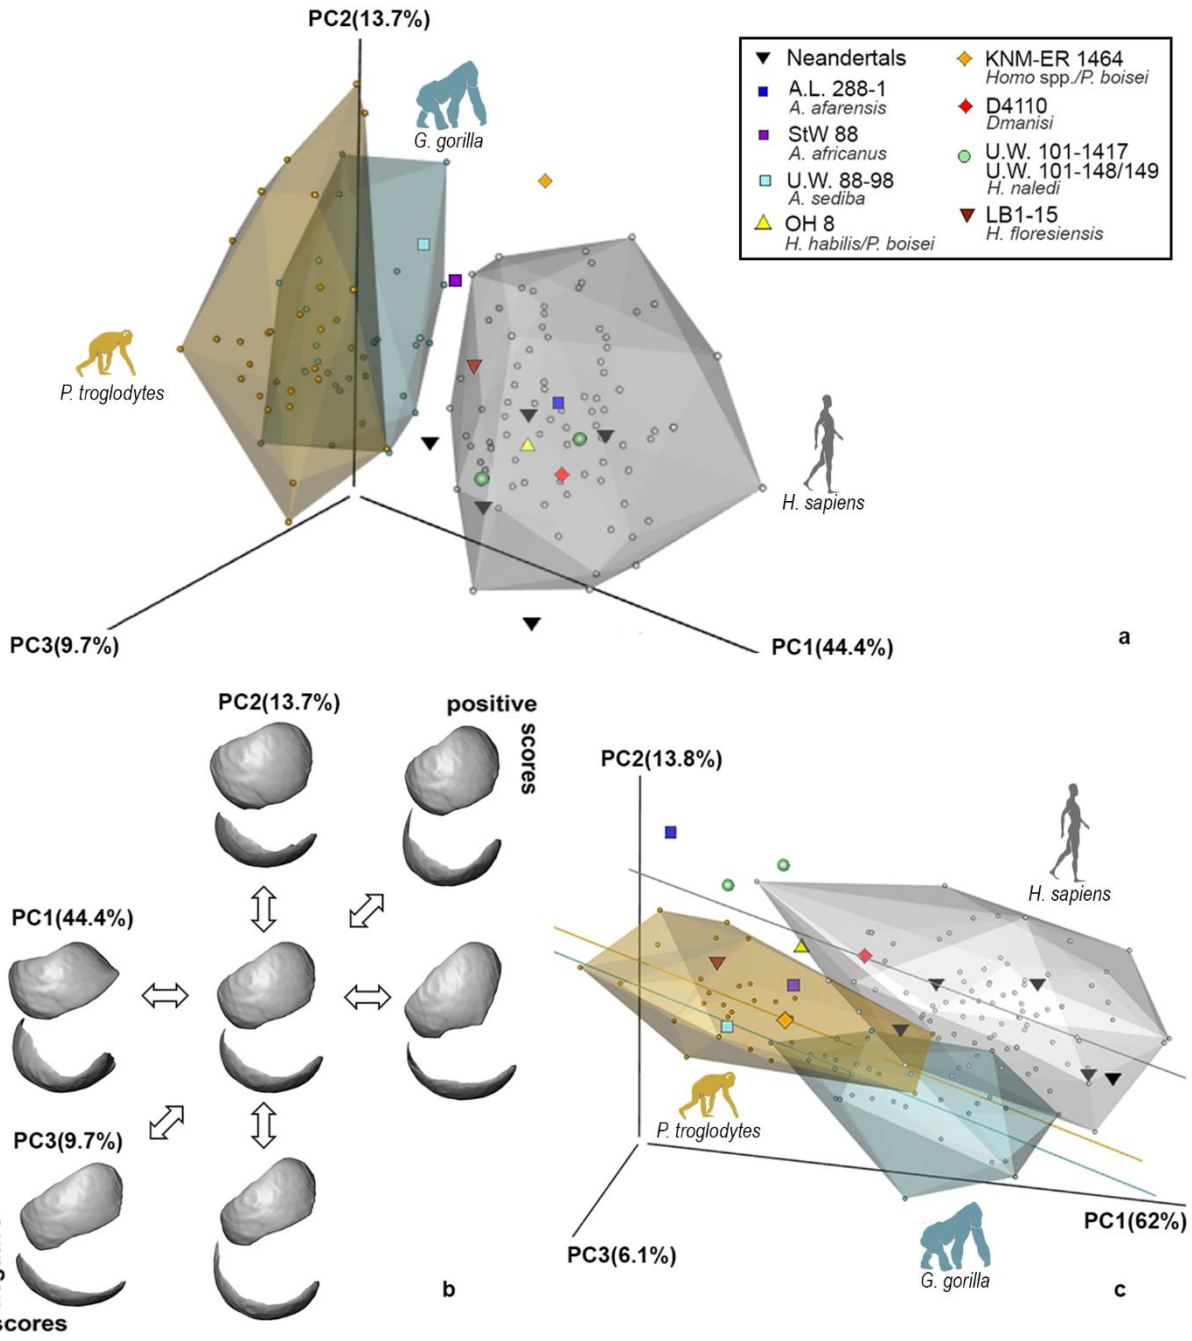 PC2(13.7%)
G. gorilla
P. troglodytes
H. sapiens
PC3(9.7%)
PC1(44.4%)
a
Neandertals
A.L. 288-1
A. afarensis
StW 88
A. africanus
U.W. 88-98
A. sediba
OH 8
H. habilis/P. boisei
KNM-ER 1464
Homo spp./P. boisei
D4110
Dmanisi
U.W. 101-1417
U.W. 101-148/149
H. naledi
LB1-15
H. floresiensis
PC2(13.7%)
positive
scores
PC1(44.4%)
PC3(9.7%)
scores
b
PC2(13.8%)
H. sapiens
P. troglodytes
PC1(62%)
PC3(6.1%)
G. gorilla
c